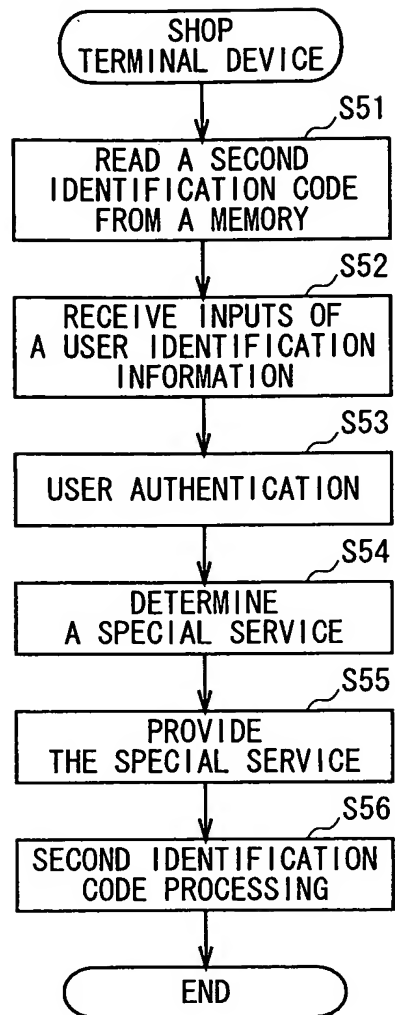 SHOP
TERMINAL DEVICE
S51
READ A SECOND
IDENTIFICATION CODE
FROM A MEMORY
S52
RECEIVE INPUTS OF
A USER IDENTIFICATION
INFORMATION
S53
USER AUTHENTICATION
S54
DETERMINE
A SPECIAL SERVICE
S55
PROVIDE
THE SPECIAL SERVICE
S56
SECOND IDENTIFICATION
CODE PROCESSING
END